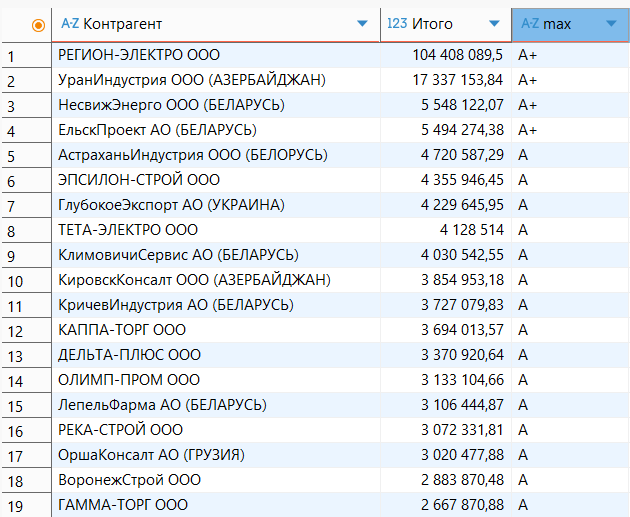 A-Z Контрагент 123 Итого A-Z max
1 РЕГИОН-ЭЛЕКТРО ООО 104 408 089,5 A+
2 УранИндустрия ООО (АЗЕРБАЙДЖАН) 17 337 153,84 A+
3 НесвижЭнерго ООО (БЕЛАРУСЬ) 5 548 122,07 A+
4 ЕльскПроект АО (БЕЛАРУСЬ) 5 494 274,38 A+
5 АстраханьИндустрия ООО (БЕЛОРУСЬ) 4 720 587,29 A
6 ЭПСИЛОН-СТРОЙ ООО 4 355 946,45 A
7 ГлубокоеЭкспорт АО (УКРАИНА) 4 229 645,95 A
8 ТЕТА-ЭЛЕКТРО ООО 4 128 514 A
9 КлимовичиСервис АО (БЕЛАРУСЬ) 4 030 542,55 A
10 КировскКонсалт ООО (АЗЕРБАЙДЖАН) 3 854 953,18 A
11 КричевИндустрия АО (БЕЛАРУСЬ) 3 727 079,83 A
12 КАППА-ТОРГ ООО 3 694 013,57 A
13 ДЕЛЬТА-ПЛЮС ООО 3 370 920,64 A
14 ОЛИМП-ПРОМ ООО 3 133 104,66 A
15 ЛепельФарма АО (БЕЛАРУСЬ) 3 106 444,87 A
16 РЕКА-СТРОЙ ООО 3 072 331,81 A
17 ОршаКонсалт АО (ГРУЗИЯ) 3 020 477,88 A
18 ВоронежСтрой ООО 2 883 870,48 A
19 ГАММА-ТОРГ ООО 2 667 870,88 A